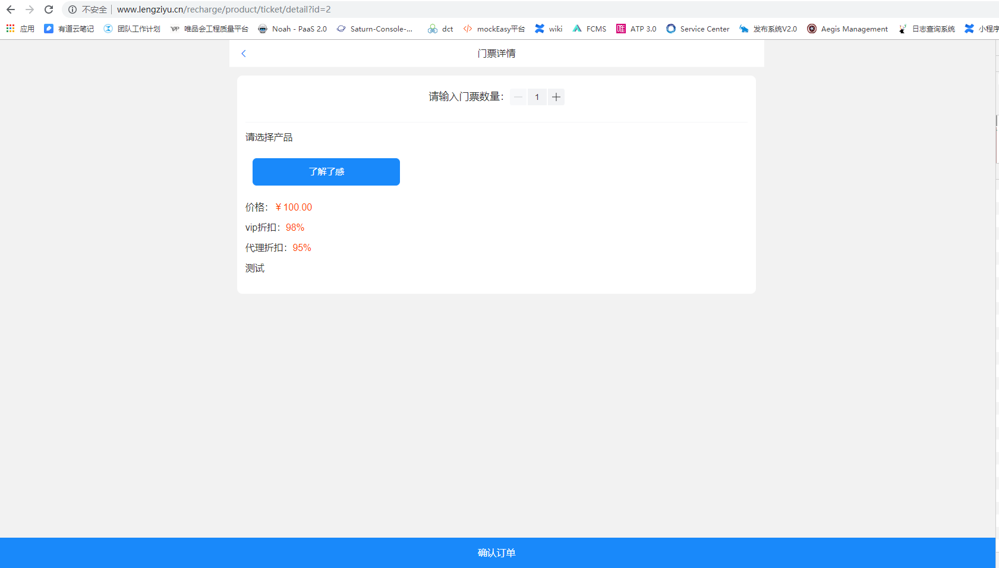 不安全 www.lengziyu.cn/recharge/product/ticket/detail?id=2
应用 有道云笔记 团队工作计划 VIP 唯品会工程质量平台 Noah - PaaS 2.0 Saturn-Console-... dct mockEasy平台 wiki FCMS 唯 ATP 3.0 Service Center 发布系统V2.0 Aegis Management 日志查询系统 小程序
门票详情
请输入门票数量： 1
请选择产品
了解了感
价格：￥100.00
vip折扣：98%
代理折扣：95%
测试
确认订单